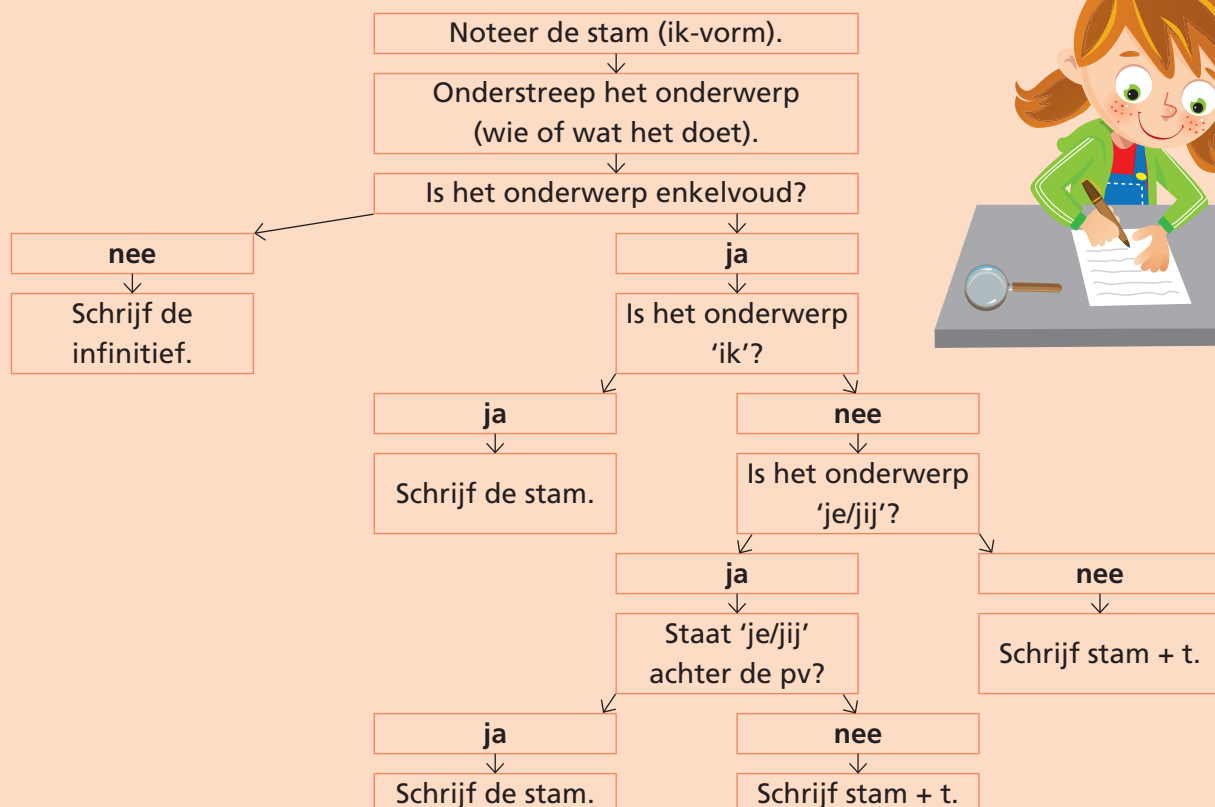 Noteer de stam (ik-vorm).
Onderstreep het onderwerp
(wie of wat het doet).
Is het onderwerp enkelvoud?
nee
Schrijf de
infinitief.
ja
Is het onderwerp
‘ik’?
ja
Schrijf de stam.
nee
Is het onderwerp
‘je/jij’?
ja
Staat ‘je/jij’
achter de pv?
ja
Schrijf de stam.
nee
Schrijf stam + t.
nee
Schrijf stam + t.